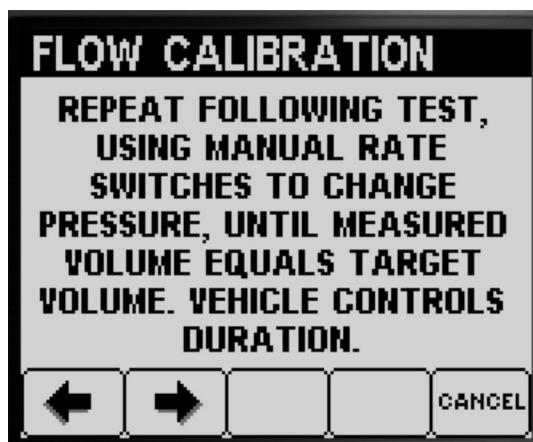 FLOW CALIBRATION
REPEAT FOLLOWING TEST,
USING MANUAL RATE
SWITCHES TO CHANGE
PRESSURE, UNTIL MEASURED
VOLUME EQUALS TARGET
VOLUME. VEHICLE CONTROLS
DURATION.
CANCEL